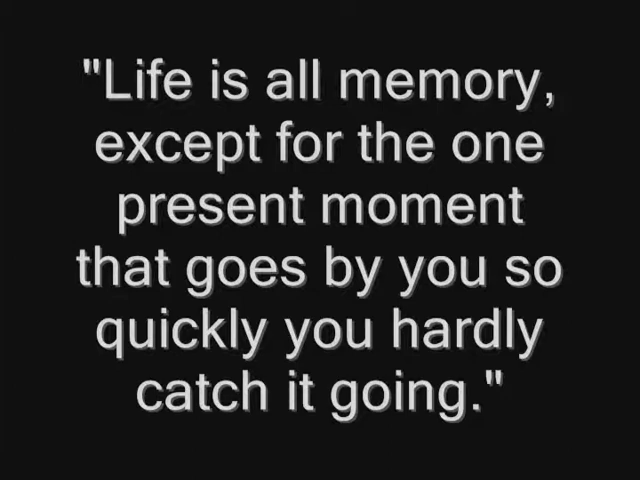 "Life is all memory,
except for the one
present moment
that goes by you so
quickly you hardly
catch it going."